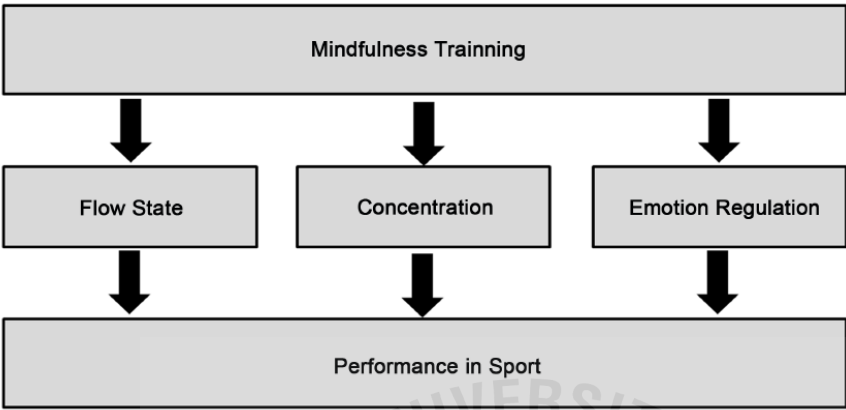 Mindfulness Trainning
Flow State
Concentration
Emotion Regulation
Performance in Sport